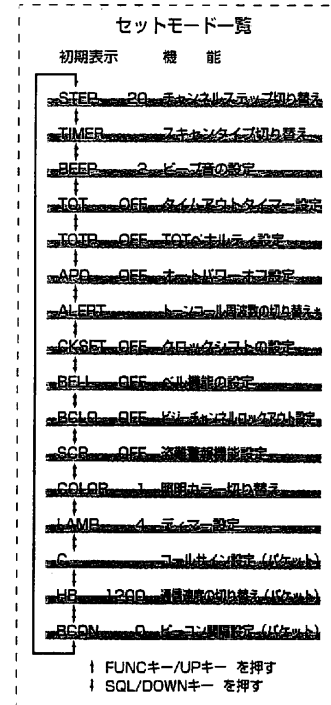 セットモード一覧
初期表示 機 能
STEP 20 チャンネルステップ切り替え
TIMER スキャンタイプ切り替え
BEEP 2 ビープ音の設定
TOT OFF タイムアウトタイマー設定
TOTP OFF TOTペナルティ設定
APO OFF オートパワーオフ設定
ALERT トーンコール周波数の切り替え
CKSFT OFF クロックシフトの設定
BELL OFF ベル機能の設定
BCLO OFF ビジーチャンネルロックアウト設定
SCR OFF 盗難警報機能設定
COLOR 1 照明カラー切り替え
LAMP 4 ディマー設定
C コールサイン設定 (パケット)
HB 1200 通信速度の切り替え (パケット)
BCON 0 ビーコン間隔設定 (パケット)
FUNCキー/UPキー を押す
SQL/DOWNキー を押す